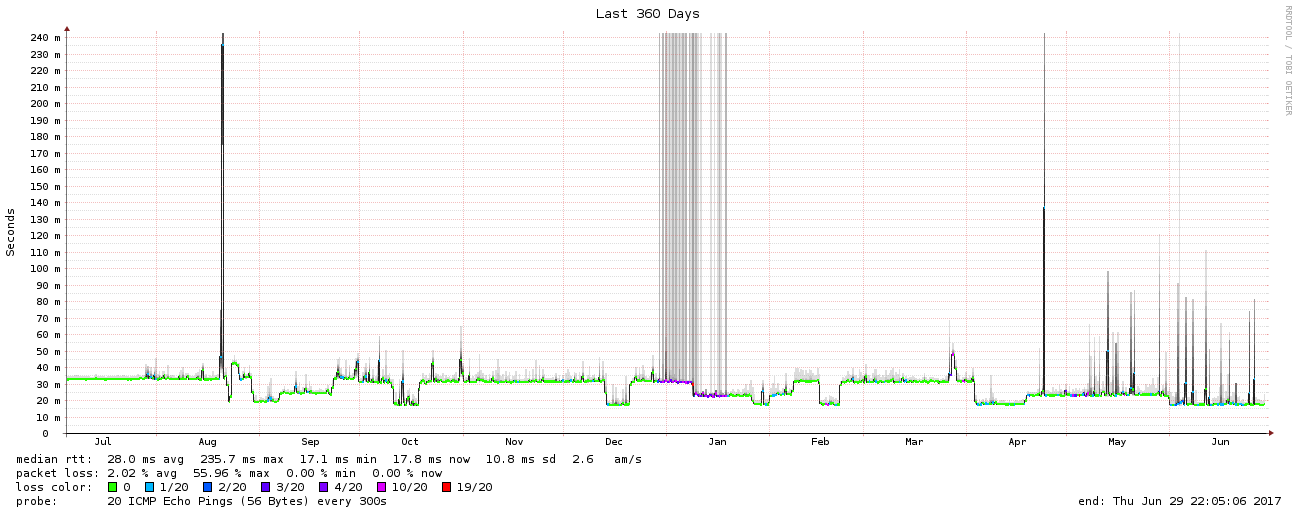 Last 360 Days
RRDTOOL / TOBI OETIKER
Seconds
240 m
230 m
220 m
210 m
200 m
190 m
180 m
170 m
160 m
150 m
140 m
130 m
120 m
110 m
100 m
90 m
80 m
70 m
60 m
50 m
40 m
30 m
20 m
10 m
0
Jul Aug Sep Oct Nov Dec Jan Feb Mar Apr May Jun
median rtt: 28.0 ms avg 235.7 ms max 17.1 ms min 17.8 ms now 10.8 ms sd 2.6 am/s
packet loss: 2.02 % avg 55.96 % max 0.00 % min 0.00 % now
loss color: 0 1/20 2/20 3/20 4/20 10/20 19/20
probe: 20 ICMP Echo Pings (56 Bytes) every 300s end: Thu Jun 29 22:05:06 2017